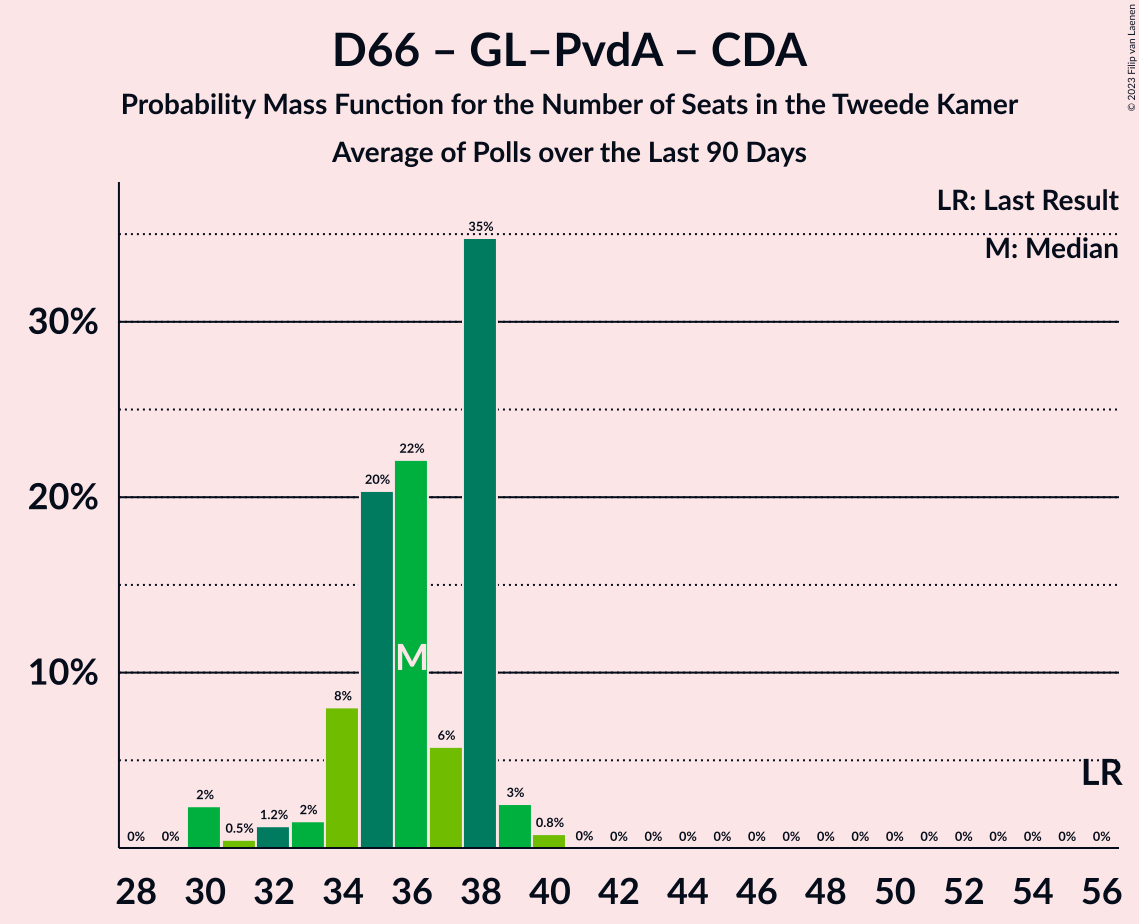 D66 – GL–PvdA – CDA
Probability Mass Function for the Number of Seats in the Tweede Kamer
Average of Polls over the Last 90 Days
© 2023 Filip van Laenen
LR: Last Result
M: Median
35%
30%
22%
20%
20%
M
10%
8%
6%
LR
2%
0.5%
1.2%
2%
3%
0.8%
0% 0% 0% 0% 0% 0% 0% 0% 0% 0% 0% 0% 0% 0% 0% 0% 0% 0%
28 30 32 34 36 38 40 42 44 46 48 50 52 54 56